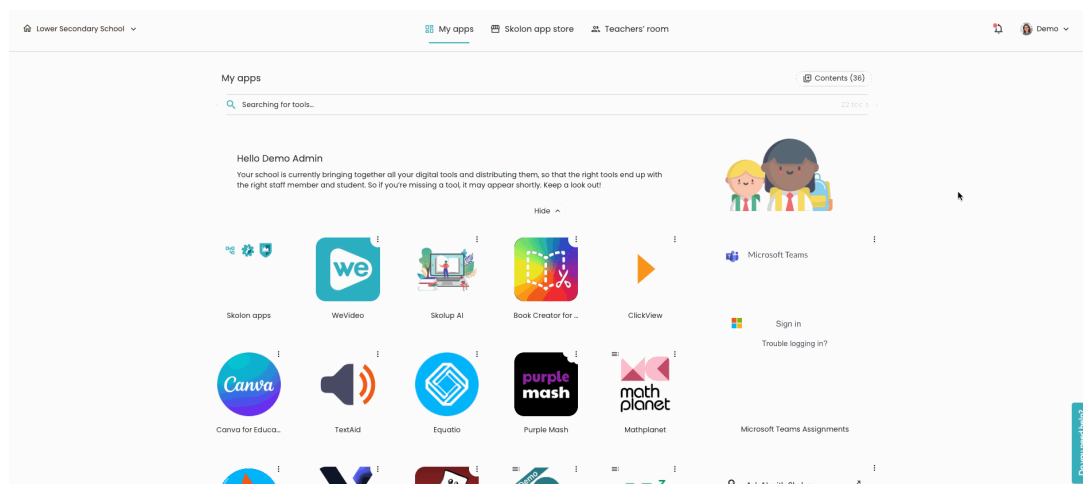 Lower Secondary School
My apps
Skolon app store
Teachers' room
Demo
My apps
Contents (36)
Searching for tools...
Hello Demo Admin
Your school is currently bringing together all your digital tools and distributing them, so that the right tools end up with
the right staff member and student. So if you're missing a tool, it may appear shortly. Keep a look out!
Hide
Microsoft Teams
we
Skolon apps
WeVideo
Skolup AI
Book Creator for ...
ClickView
Sign in
Trouble logging in?
Canva
purple
mash
math
planet
Canva for Educa...
TextAid
Equatio
Purple Mash
Mathplanet
Microsoft Teams Assignments
Demo
Do you need help?